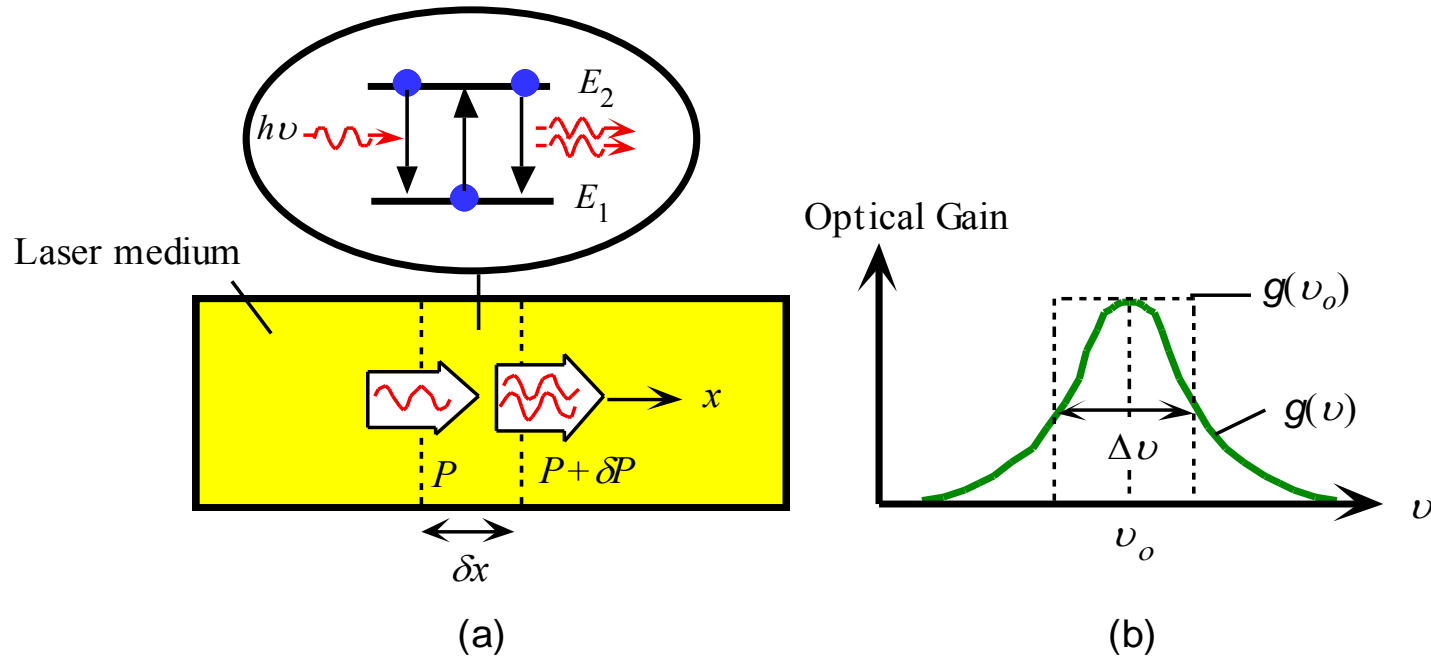 E₂
hυ
E₁
Laser medium
x
P
P + δP
δx
(a)
Optical Gain
g(υₒ)
g(υ)
Δυ
υ
υₒ
(b)